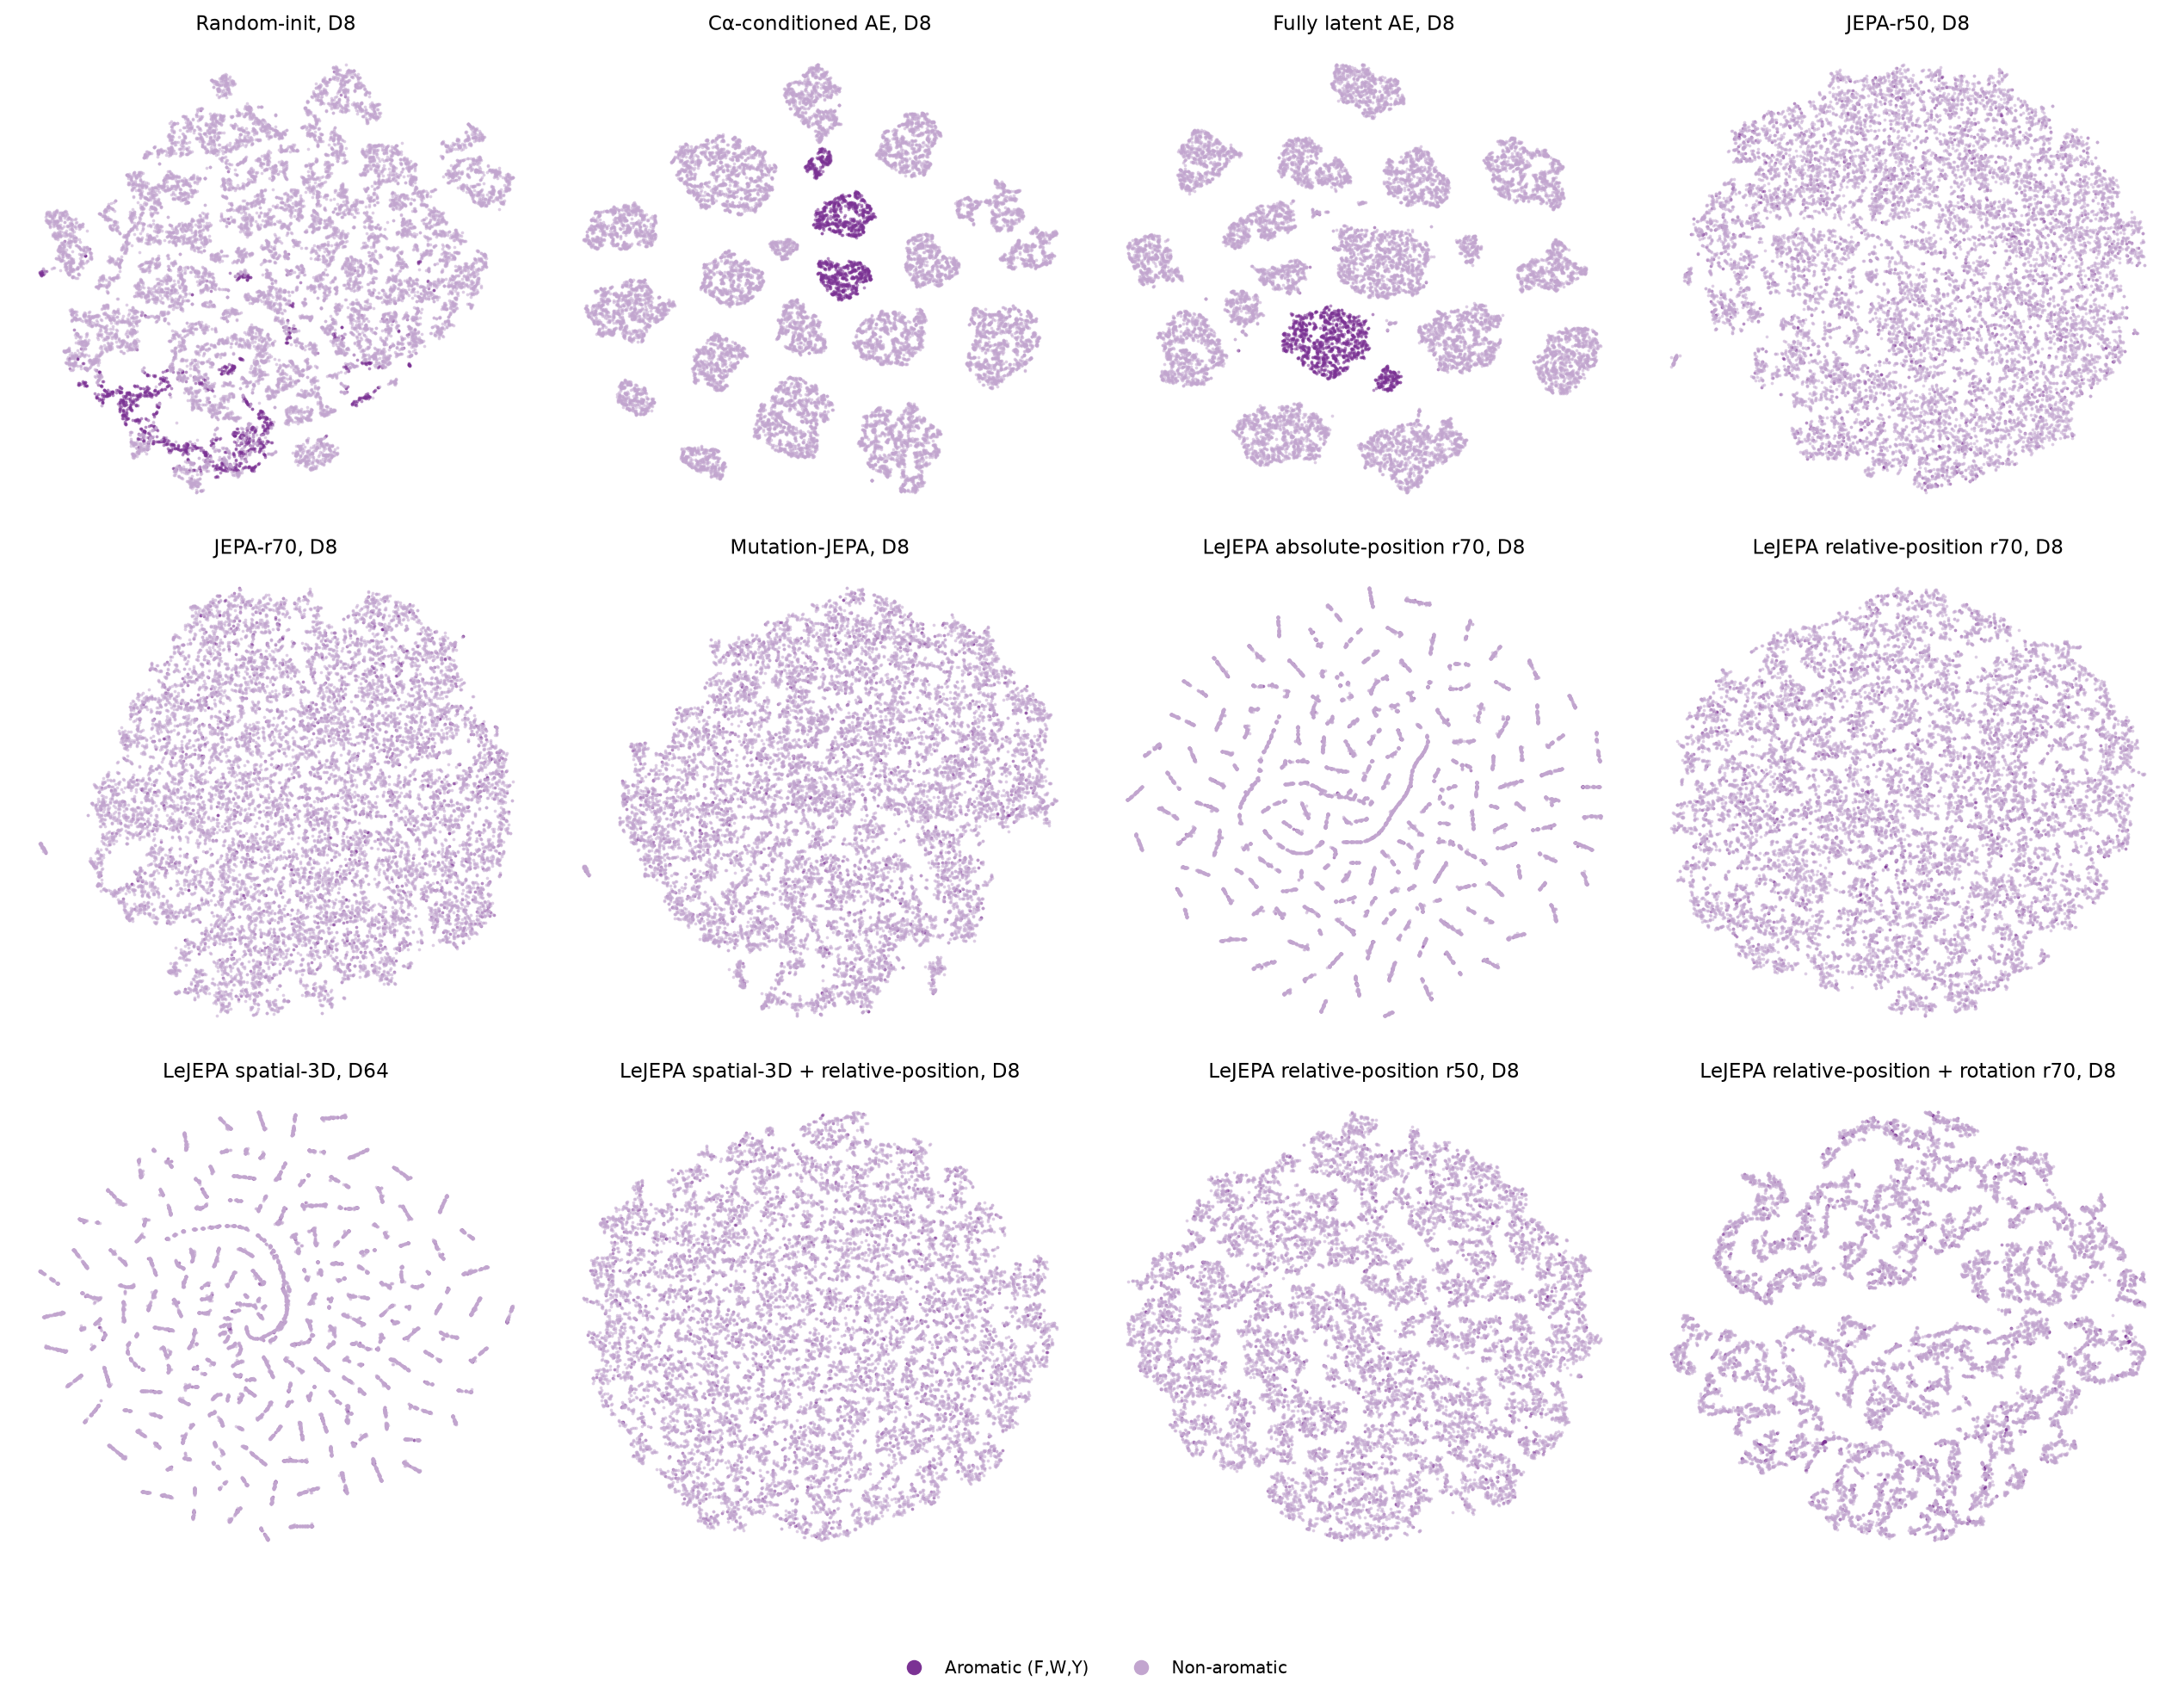 Random-init, D8
Cα-conditioned AE, D8
Fully latent AE, D8
JEPA-r50, D8
JEPA-r70, D8
Mutation-JEPA, D8
LeJEPA absolute-position r70, D8
LeJEPA relative-position r70, D8
LeJEPA spatial-3D, D64
LeJEPA spatial-3D + relative-position, D8
LeJEPA relative-position r50, D8
LeJEPA relative-position + rotation r70, D8
Aromatic (F,W,Y)
Non-aromatic